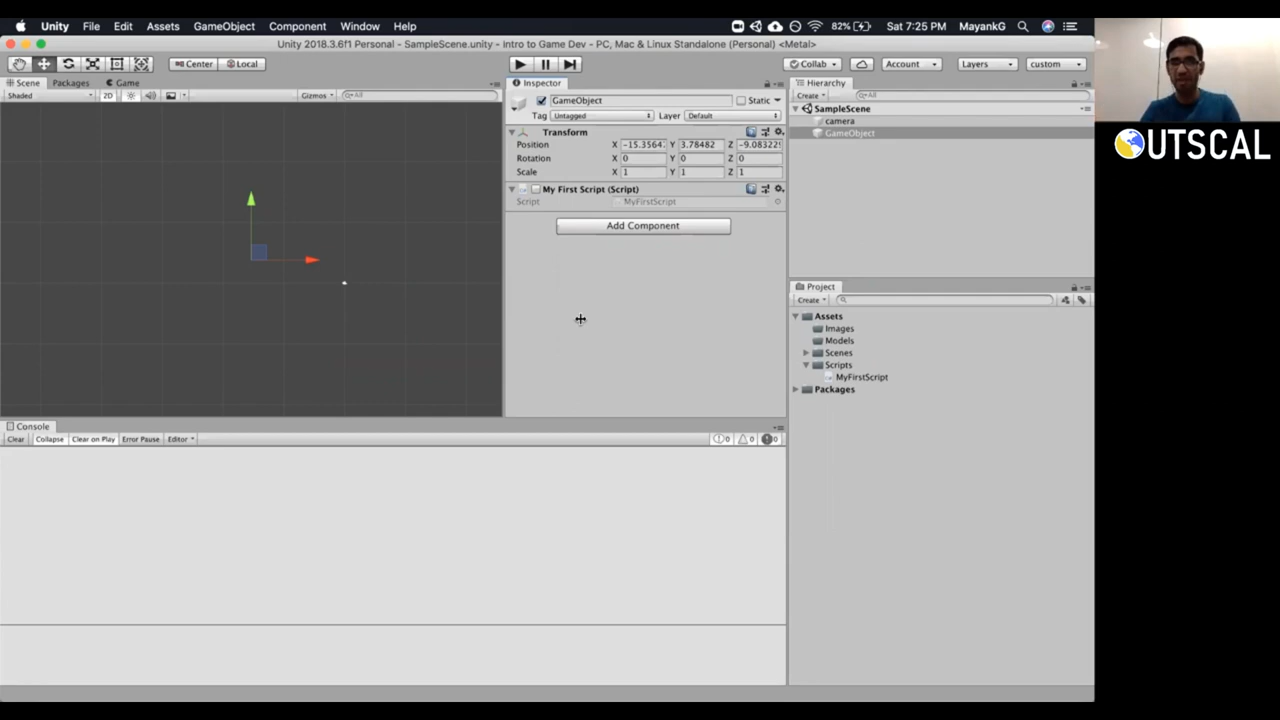 Unity File Edit Assets GameObject Component Window Help 82% Sat 7:25 PM MayankG
Unity 2018.3.6f1 Personal - SampleScene.unity - Intro to Game Dev - PC, Mac & Linux Standalone (Personal) <Metal>
Center Local Collab Account Layers custom
Scene Packages Game
Shaded 2D Gizmos All
Inspector
GameObject Static
Tag Untagged Layer Default
Transform
Position X -15.3564 Y 3.78482 Z -9.083229
Rotation X 0 Y 0 Z 0
Scale X 1 Y 1 Z 1
My First Script (Script)
Script MyFirstScript
Add Component
Hierarchy
Create All
SampleScene
camera
GameObject
Project
Create
Assets
Images
Models
Scenes
Scripts
MyFirstScript
Packages
Console
Clear Collapse Clear on Play Error Pause Editor 0 0 0
OUTSCAL